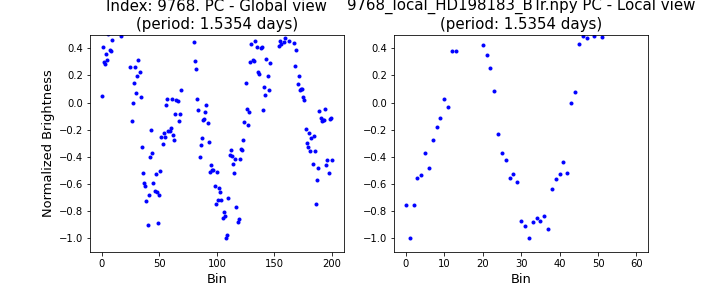 Index: 9768. PC - Global view
(period: 1.5354 days)
9768_local_HD198183_BTr.npy PC - Local view
(period: 1.5354 days)
Normalized Brightness
0.4
0.2
0.0
−0.2
−0.4
−0.6
−0.8
−1.0
0 50 100 150 200
Bin
0.4
0.2
0.0
−0.2
−0.4
−0.6
−0.8
−1.0
0 10 20 30 40 50 60
Bin